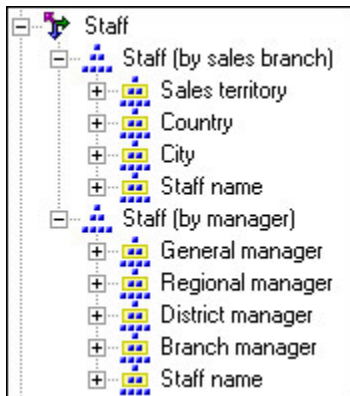 Staff
Staff (by sales branch)
Sales territory
Country
City
Staff name
Staff (by manager)
General manager
Regional manager
District manager
Branch manager
Staff name